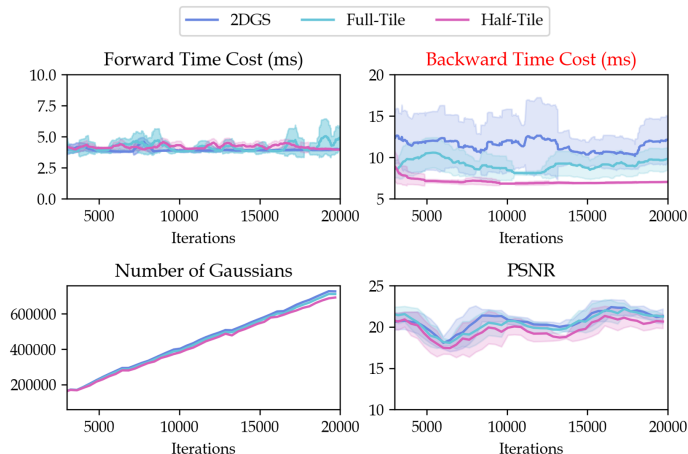 2DGS Full-Tile Half-Tile
Forward Time Cost (ms)
10.0
7.5
5.0
2.5
0.0
5000 10000 15000 20000
Iterations
Backward Time Cost (ms)
20
15
10
5
5000 10000 15000 20000
Iterations
Number of Gaussians
600000
400000
200000
5000 10000 15000 20000
Iterations
PSNR
25
20
15
10
5000 10000 15000 20000
Iterations